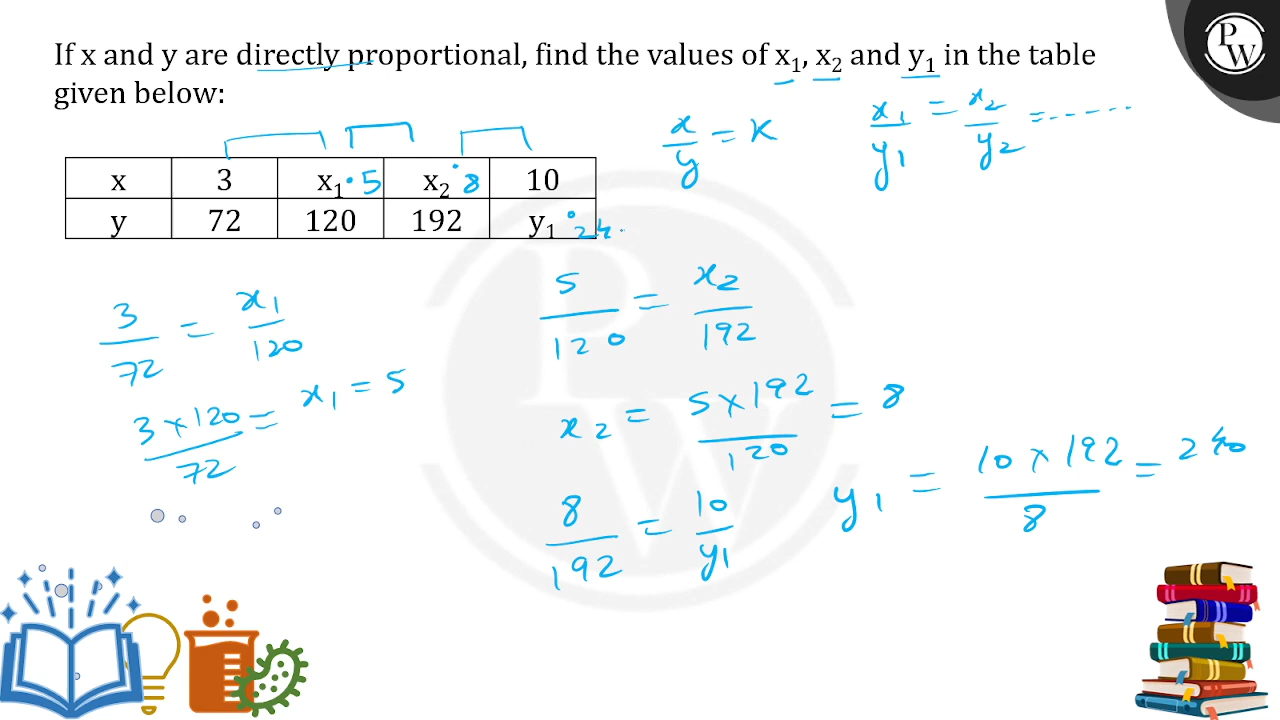 If x and y are directly proportional, find the values of x₁, x₂ and y₁ in the table
given below:
PW
x/y = K
x₁/y₁ = x₂/y₂ = ------
x 3 x₁ · 5 x₂ · 8 10
y 72 120 192 y₁ · 24.
3/72 = x₁/120
3 × 120/72 = x₁ = 5
5/120 = x₂/192
x₂ = 5 × 192/120 = 8
8/192 = 10/y₁
y₁ = 10 × 192/8 = 240
PW